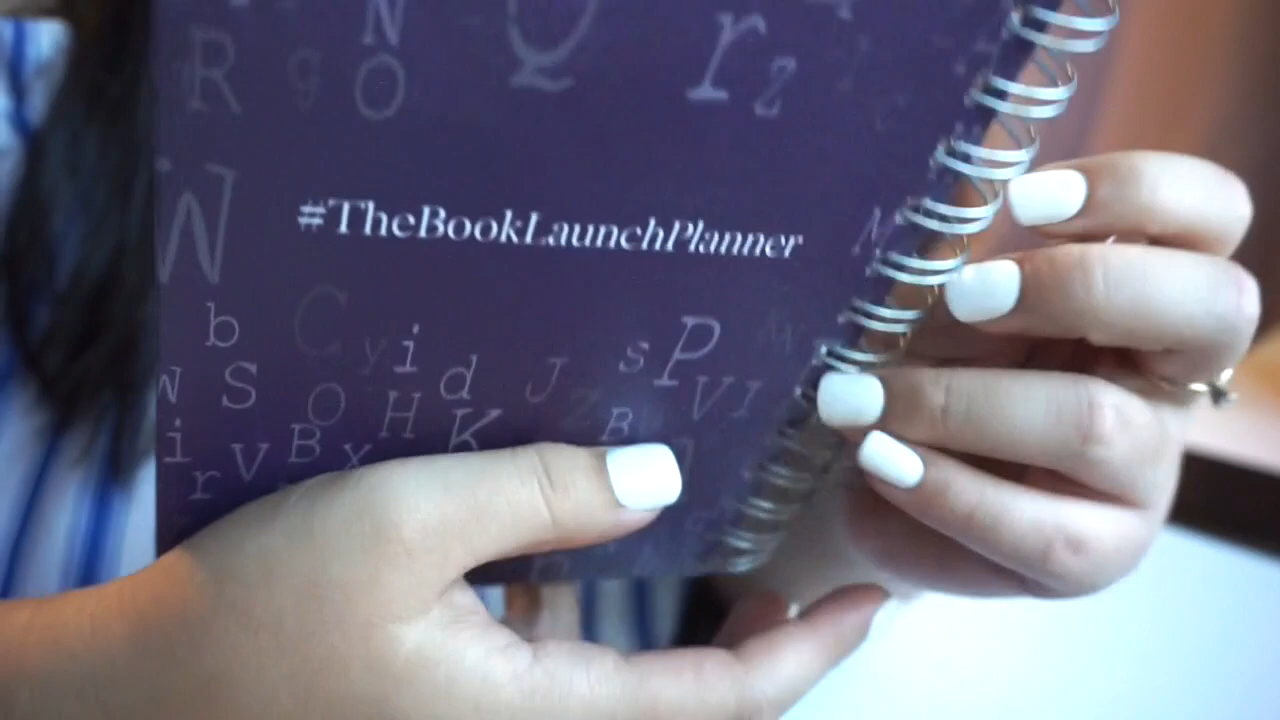 N Q r
R g O z
W
#TheBookLaunchPlanner
N
b C y i d J s P
W S O H K Z B V I
i V B x
r